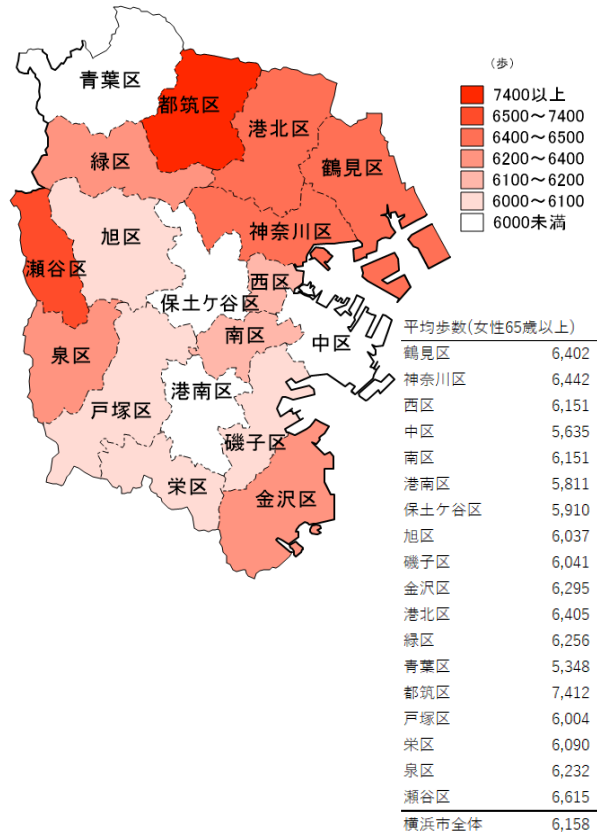 (歩)
7400以上
6500～7400
6400～6500
6200～6400
6100～6200
6000～6100
6000未満
青葉区
都筑区
港北区
緑区
鶴見区
旭区
神奈川区
瀬谷区
西区
保土ケ谷区
中区
南区
泉区
港南区
戸塚区
磯子区
栄区
金沢区
平均歩数(女性65歳以上)
鶴見区 6,402
神奈川区 6,442
西区 6,151
中区 5,635
南区 6,151
港南区 5,811
保土ケ谷区 5,910
旭区 6,037
磯子区 6,041
金沢区 6,295
港北区 6,405
緑区 6,256
青葉区 5,348
都筑区 7,412
戸塚区 6,004
栄区 6,090
泉区 6,232
瀬谷区 6,615
横浜市全体 6,158